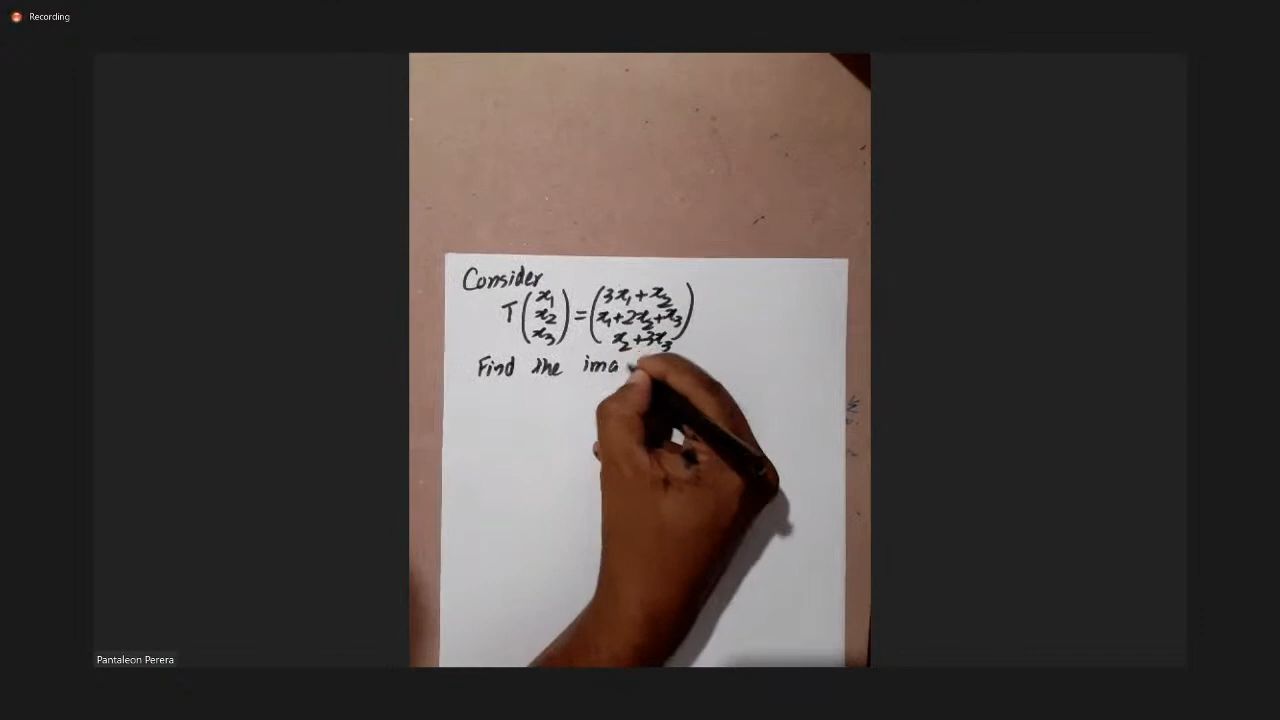 Recording
Consider
T(x₁ x₂ x₃) = (3x₁+x₂ x₁+2x₂+x₃ x₂+3x₃)
Find the ima
Pantaleon Perera